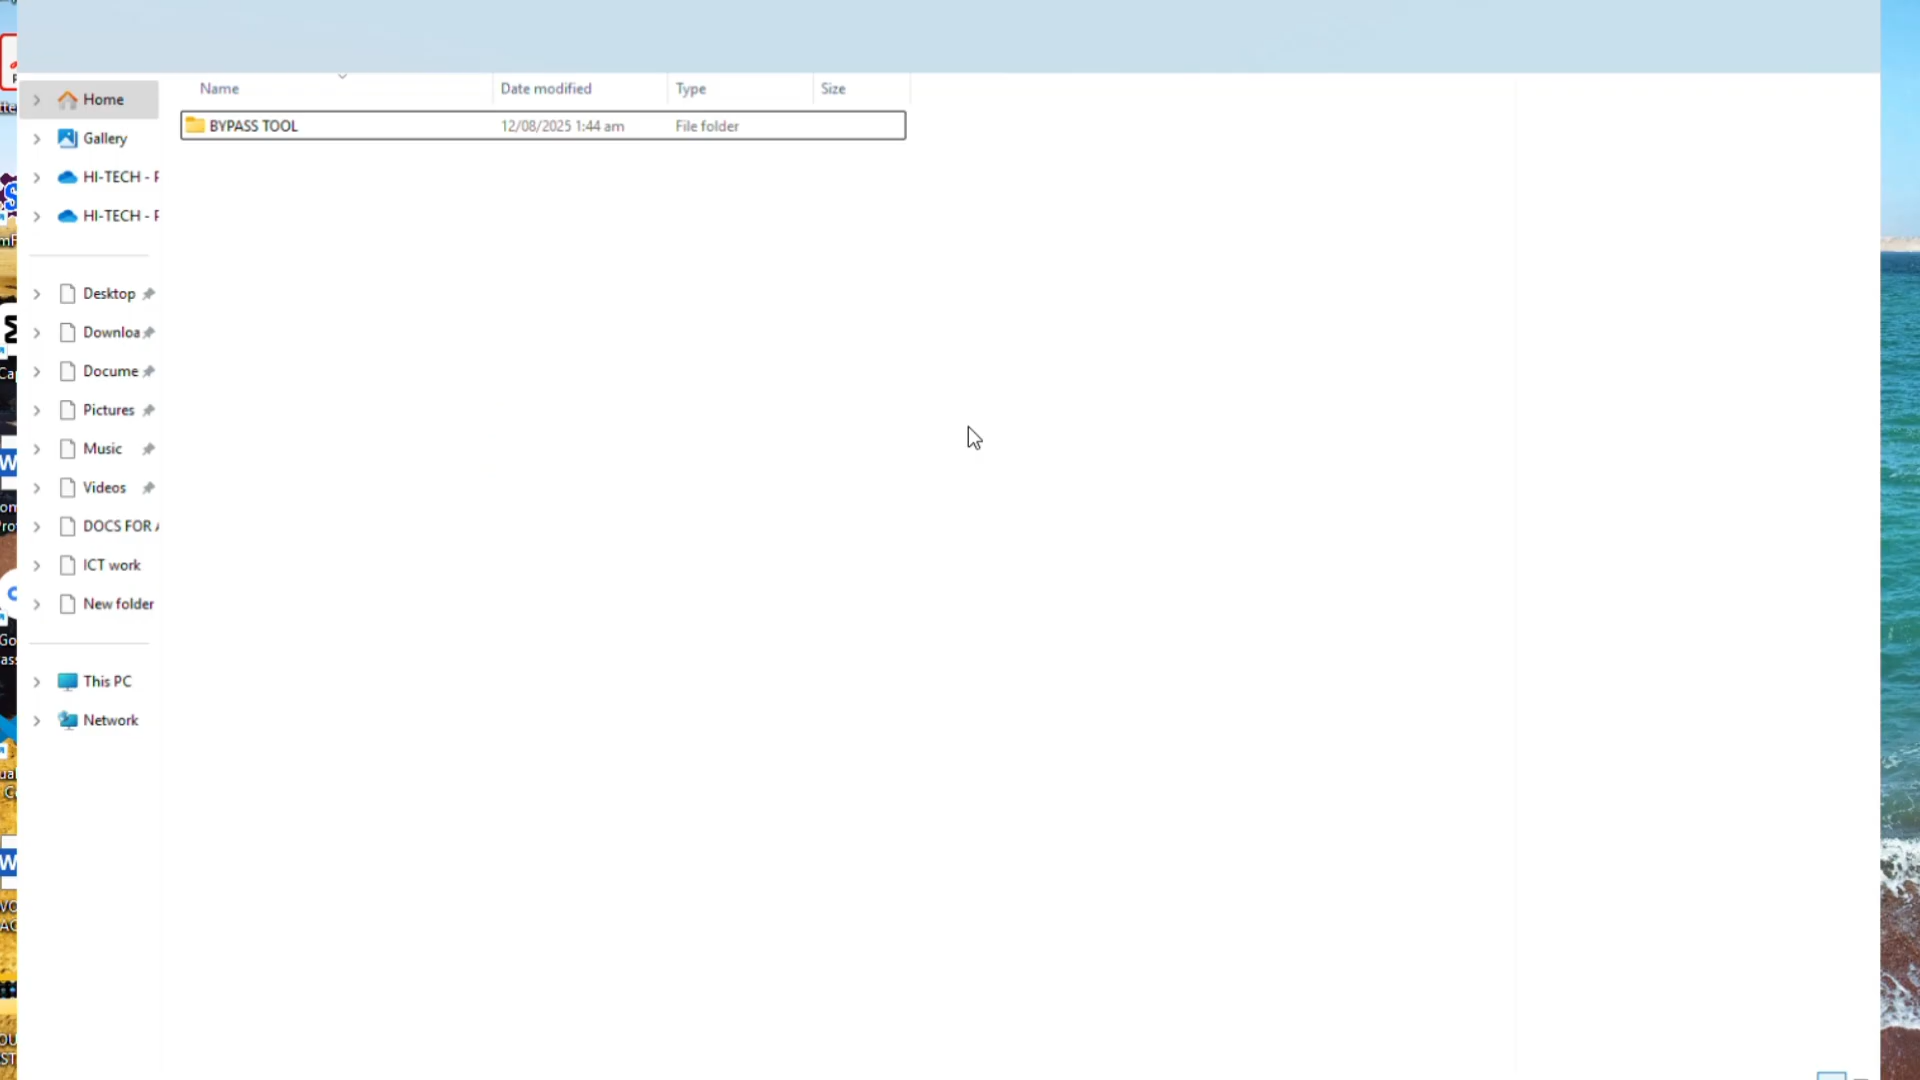 Name Date modified Type Size
BYPASS TOOL 12/08/2025 1:44 am File folder
Home
Gallery
HI-TECH - P
HI-TECH - P
Desktop
Downloa
Docume
Pictures
Music
Videos
DOCS FOR
ICT work
New folder
This PC
Network